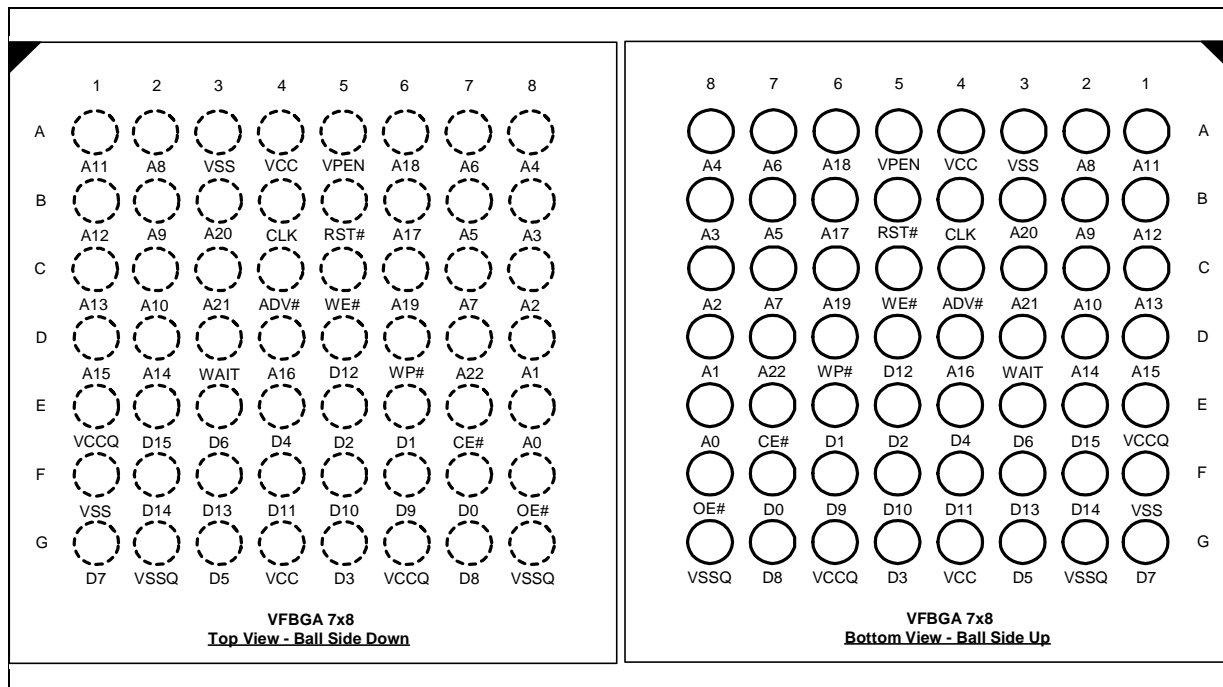 1 2 3 4 5 6 7 8
A
A11 A8 VSS VCC VPEN A18 A6 A4
B
A12 A9 A20 CLK RST# A17 A5 A3
C
A13 A10 A21 ADV# WE# A19 A7 A2
D
A15 A14 WAIT A16 D12 WP# A22 A1
E
VCCQ D15 D6 D4 D2 D1 CE# A0
F
VSS D14 D13 D11 D10 D9 D0 OE#
G
D7 VSSQ D5 VCC D3 VCCQ D8 VSSQ
VFBGA 7x8
Top View - Ball Side Down
8 7 6 5 4 3 2 1
A
A4 A6 A18 VPEN VCC VSS A8 A11
B
A3 A5 A17 RST# CLK A20 A9 A12
C
A2 A7 A19 WE# ADV# A21 A10 A13
D
A1 A22 WP# D12 A16 WAIT A14 A15
E
A0 CE# D1 D2 D4 D6 D15 VCCQ
F
OE# D0 D9 D10 D11 D13 D14 VSS
G
VSSQ D8 VCCQ D3 VCC D5 VSSQ D7
VFBGA 7x8
Bottom View - Ball Side Up